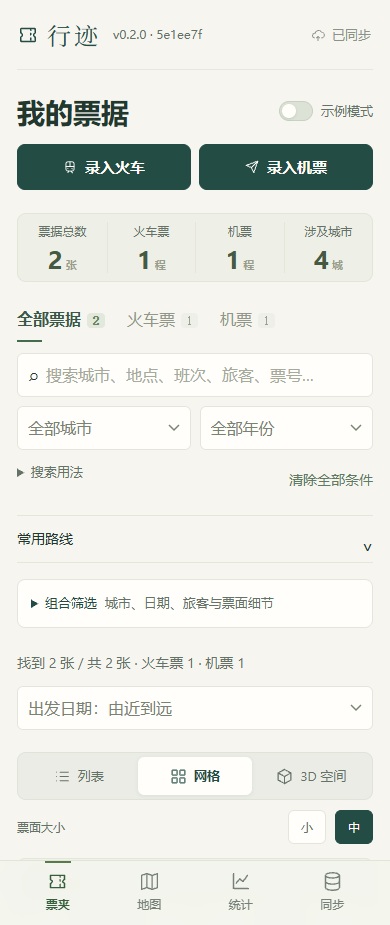 行迹 v0.2.0 · 5e1ee7f 已同步
我的票据 示例模式
录入火车 录入机票
票据总数 火车票 机票 涉及城市
2 张 1 程 1 程 4 城
全部票据 2 火车票 1 机票 1
搜索城市、地点、班次、旅客、票号...
全部城市 全部年份
▶ 搜索用法 清除全部条件
常用路线 v
▶ 组合筛选 城市、日期、旅客与票面细节
找到 2 张 / 共 2 张 · 火车票 1 · 机票 1
出发日期：由近到远
列表 网格 3D 空间
票面大小 小 中
票夹 地图 统计 同步